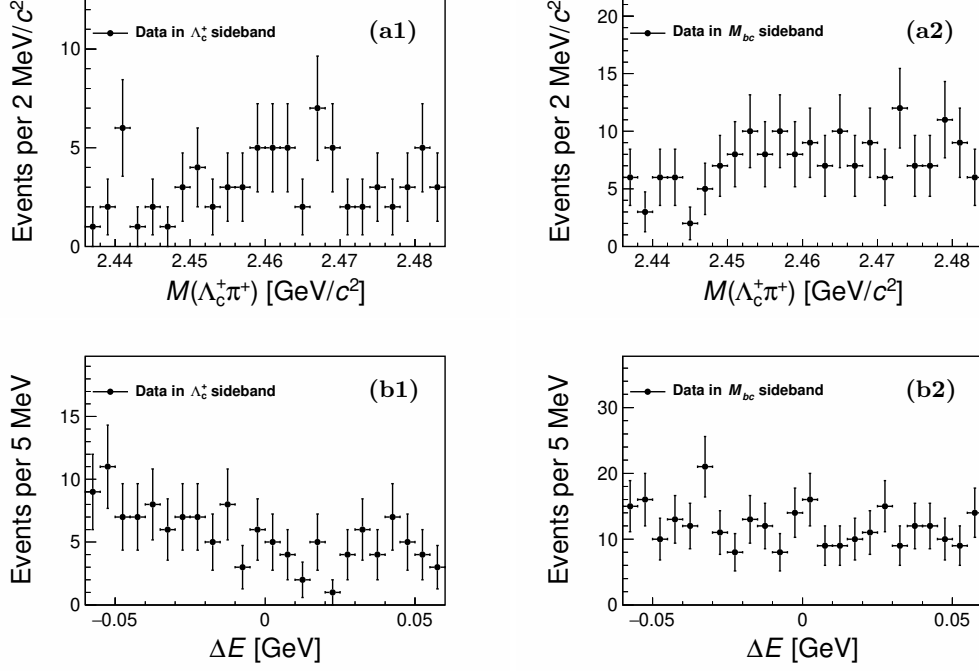 Data in Λc+ sideband
(a1)
Events per 2 MeV/c²
10
5
0
2.44 2.45 2.46 2.47 2.48
M(Λc+π+) [GeV/c²]
Data in Mbc sideband
(a2)
Events per 2 MeV/c²
20
15
10
5
0
2.44 2.45 2.46 2.47 2.48
M(Λc+π+) [GeV/c²]
Data in Λc+ sideband
(b1)
Events per 5 MeV
15
10
5
0
−0.05 0 0.05
ΔE [GeV]
Data in Mbc sideband
(b2)
Events per 5 MeV
30
20
10
0
−0.05 0 0.05
ΔE [GeV]